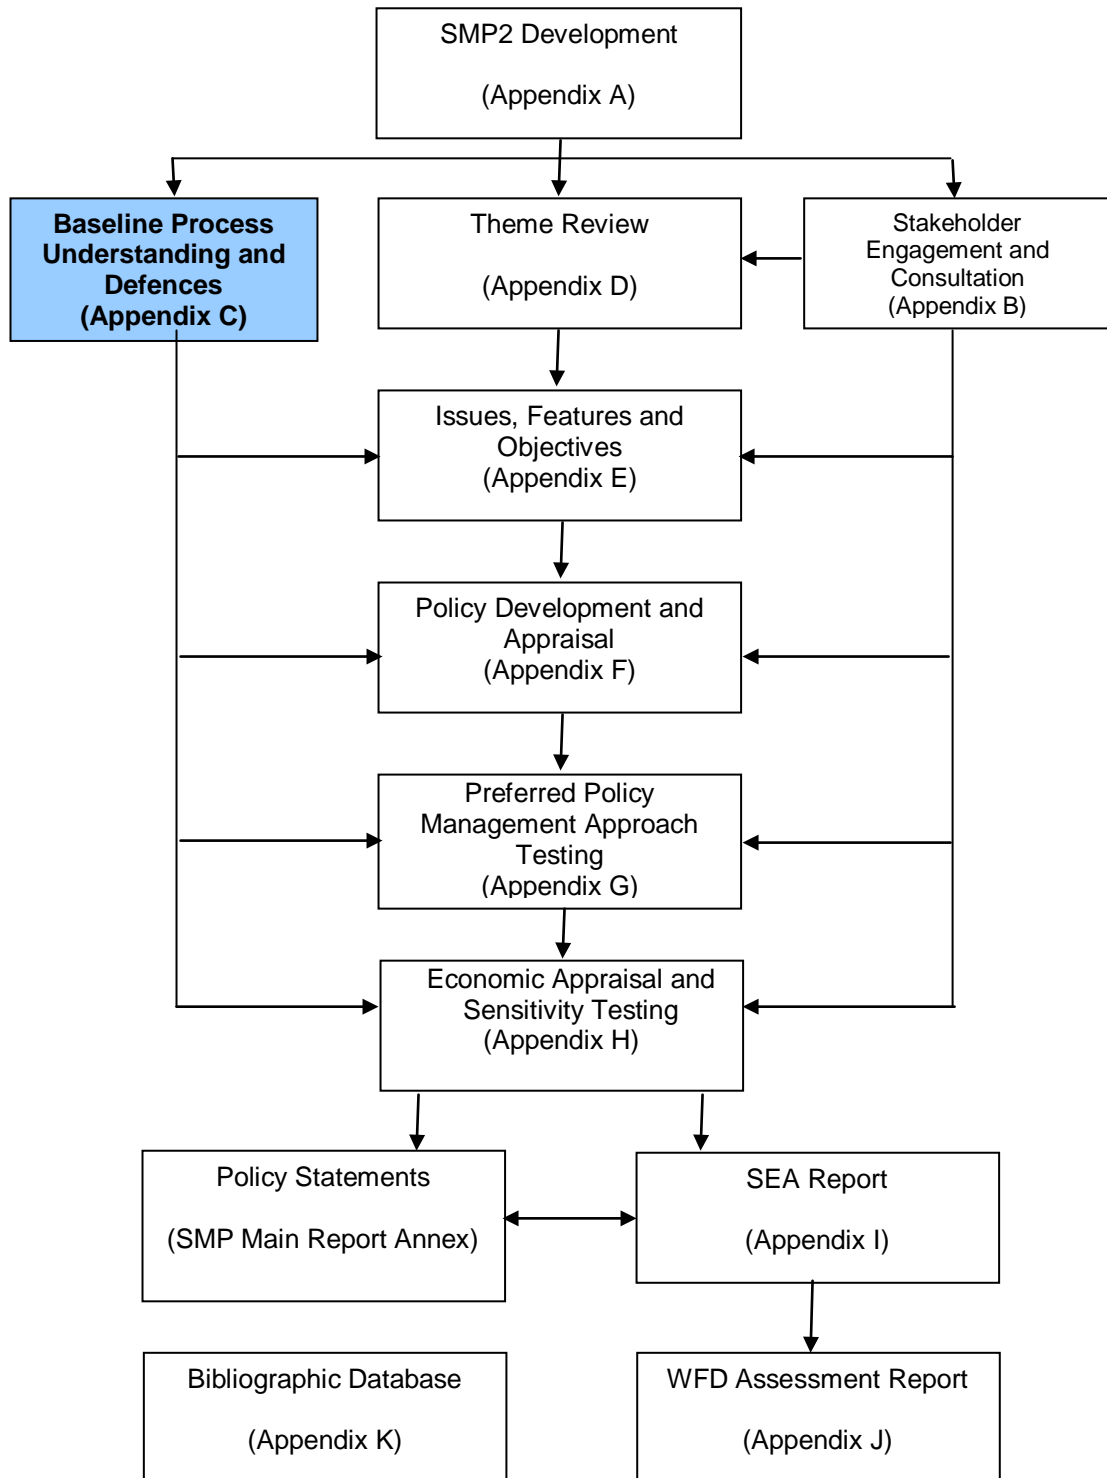 SMP2 Development
(Appendix A)
Baseline Process
Understanding and
Defences
(Appendix C)
Theme Review
(Appendix D)
Stakeholder
Engagement and
Consultation
(Appendix B)
Issues, Features and
Objectives
(Appendix E)
Policy Development and
Appraisal
(Appendix F)
Preferred Policy
Management Approach
Testing
(Appendix G)
Economic Appraisal and
Sensitivity Testing
(Appendix H)
Policy Statements
(SMP Main Report Annex)
SEA Report
(Appendix I)
Bibliographic Database
(Appendix K)
WFD Assessment Report
(Appendix J)